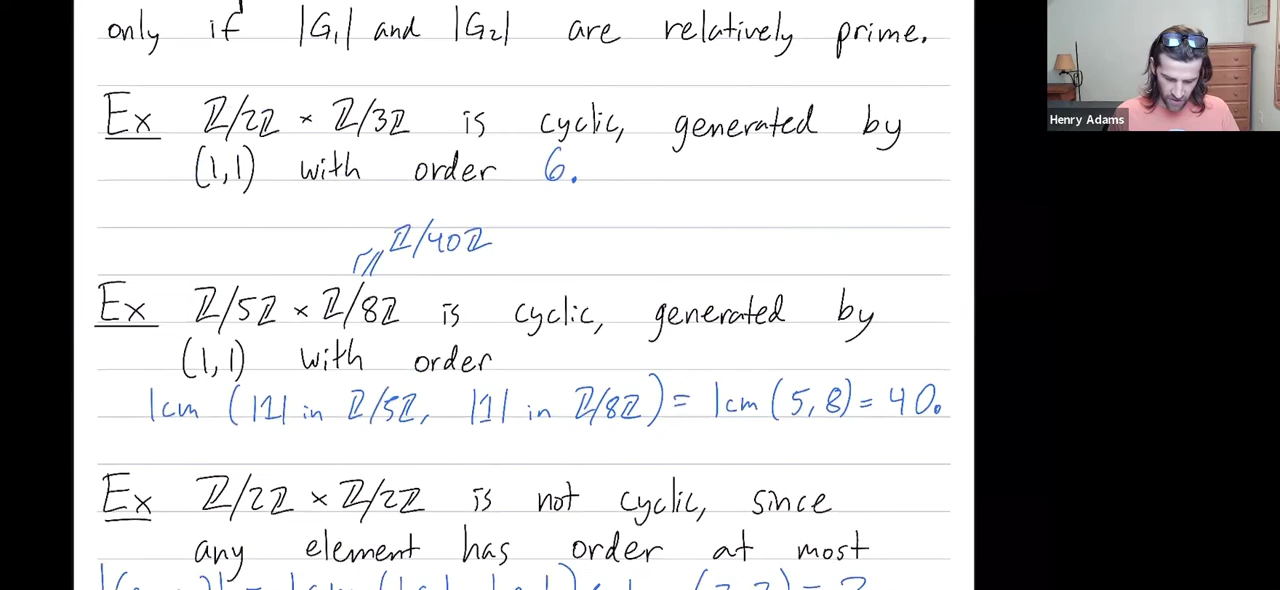 only if |G₁| and |G₂| are relatively prime.
Henry Adams
Ex ℤ/2ℤ × ℤ/3ℤ is cyclic, generated by
(1,1) with order 6.
ℤ/40ℤ
Ex ℤ/5ℤ × ℤ/8ℤ is cyclic, generated by
(1,1) with order
lcm (|1| in ℤ/5ℤ, |1| in ℤ/8ℤ) = lcm (5,8) = 40.
Ex ℤ/2ℤ × ℤ/2ℤ is not cyclic, since
any element has order at most